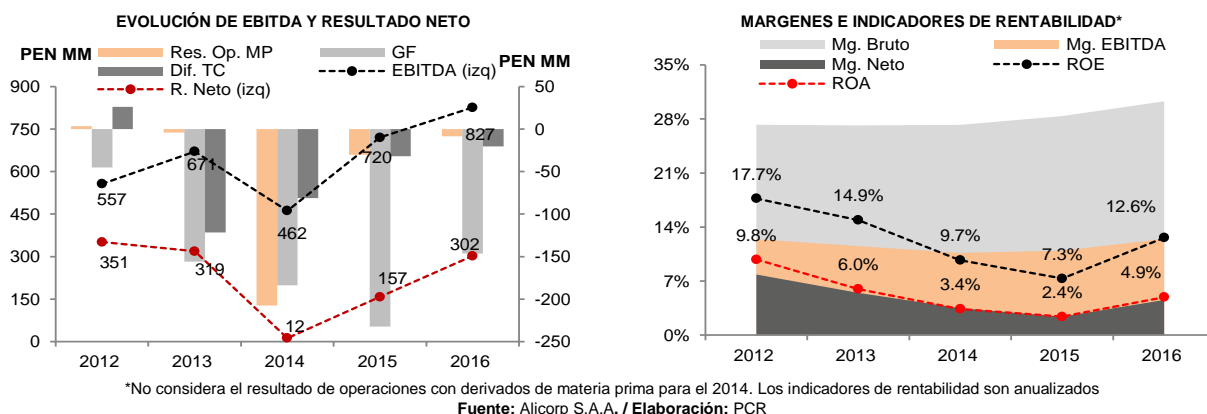 EVOLUCIÓN DE EBITDA Y RESULTADO NETO
PEN MM
Res. Op. MP
GF
PEN MM
Dif. TC
EBITDA (izq)
R. Neto (izq)
900
750
600
450
300
150
0
50
0
-50
-100
-150
-200
-250
557
671
462
720
827
351
319
12
157
302
2012 2013 2014 2015 2016
MARGENES E INDICADORES DE RENTABILIDAD*
Mg. Bruto
Mg. EBITDA
Mg. Neto
ROE
ROA
35%
28%
21%
14%
7%
0%
17.7%
14.9%
9.7%
7.3%
12.6%
9.8%
6.0%
3.4%
2.4%
4.9%
2012 2013 2014 2015 2016
*No considera el resultado de operaciones con derivados de materia prima para el 2014. Los indicadores de rentabilidad son anualizados
Fuente: Alicorp S.A.A. / Elaboración: PCR